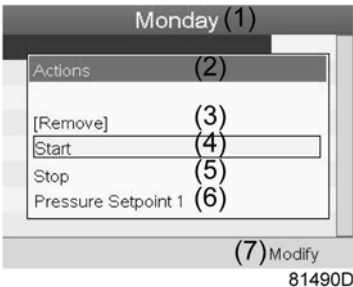 Monday (1)
Actions (2)
[Remove] (3)
Start (4)
Stop (5)
Pressure Setpoint 1 (6)
(7) Modify
81490D